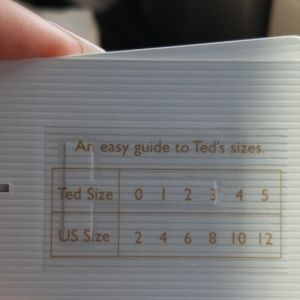 An easy guide to Ted's sizes.
Ted Size 0 1 2 3 4 5
US Size 2 4 6 8 10 12